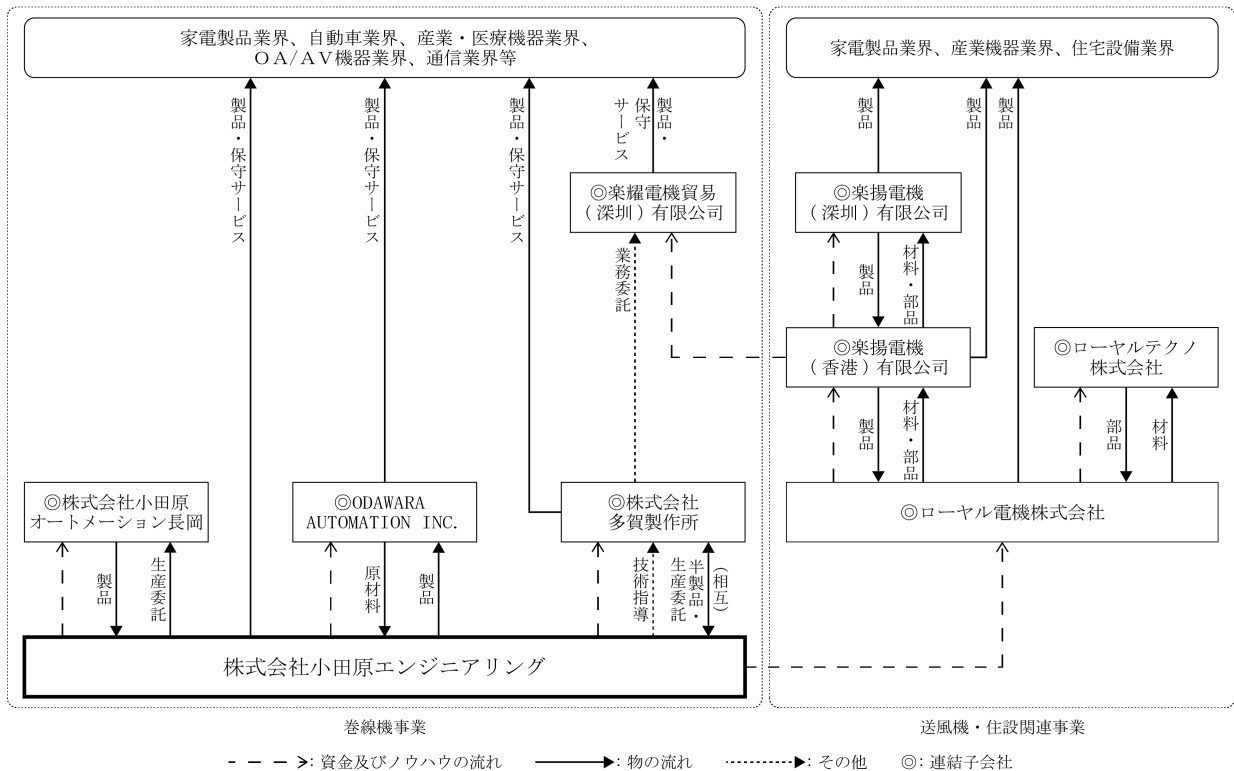 家電製品業界、自動車業界、産業・医療機器業界、
ＯＡ/ＡＶ機器業界、通信業界等
家電製品業界、産業機器業界、住宅設備業界
製品・保守サービス
製品・保守サービス
製品・保守サービス
製品・
保守
サービス
製品
製品
製品
◎楽耀電機貿易
（深圳）有限公司
◎楽揚電機
（深圳）有限公司
業務委託
製品
材料・部品
◎楽揚電機
（香港）有限公司
◎ローヤルテクノ
株式会社
製品
材料・部品
部品
材料
◎株式会社小田原
オートメーション長岡
◎ODAWARA
AUTOMATION INC.
◎株式会社
多賀製作所
◎ローヤル電機株式会社
製品
生産委託
原材料
製品
技術指導
（相互）
半製品・
生産委託
株式会社小田原エンジニアリング
巻線機事業
送風機・住設関連事業
：資金及びノウハウの流れ
：物の流れ
：その他
◎：連結子会社